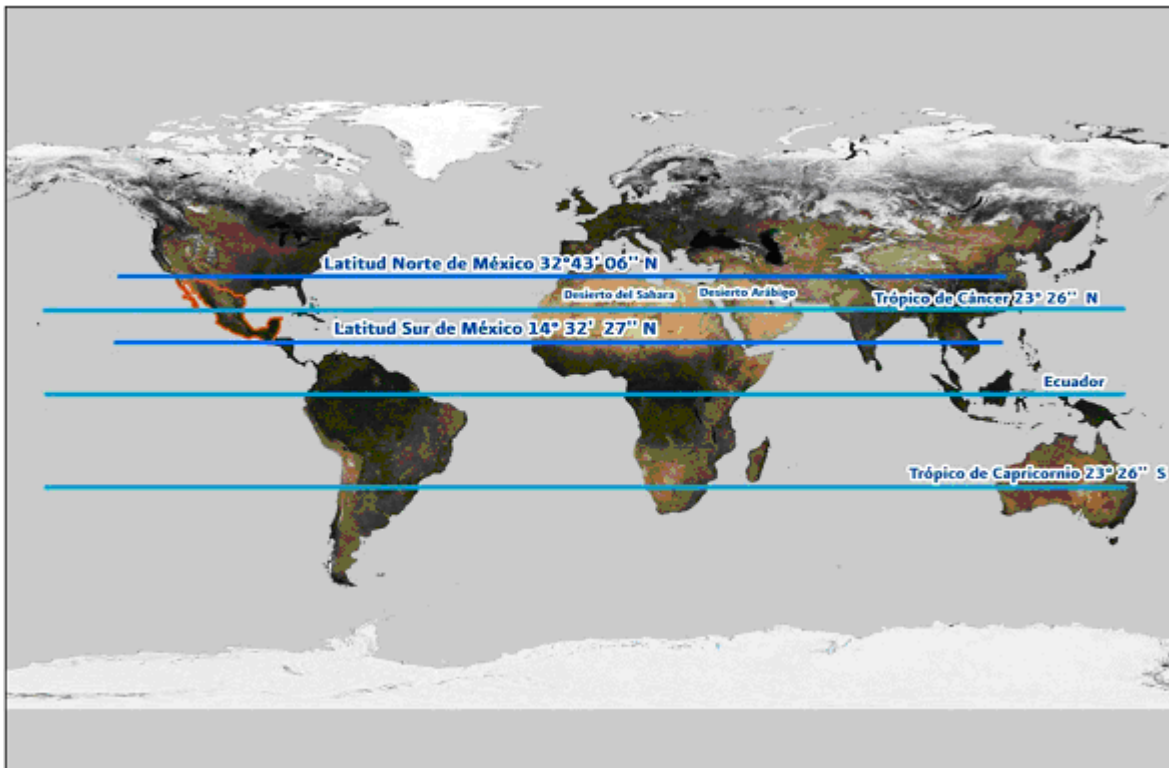 Latitud Norte de México 32°43' 06'' N
Desierto del Sahara
Desierto Arábigo
Trópico de Cáncer 23° 26'' N
Latitud Sur de México 14° 32' 27'' N
Ecuador
Trópico de Capricornio 23° 26'' S